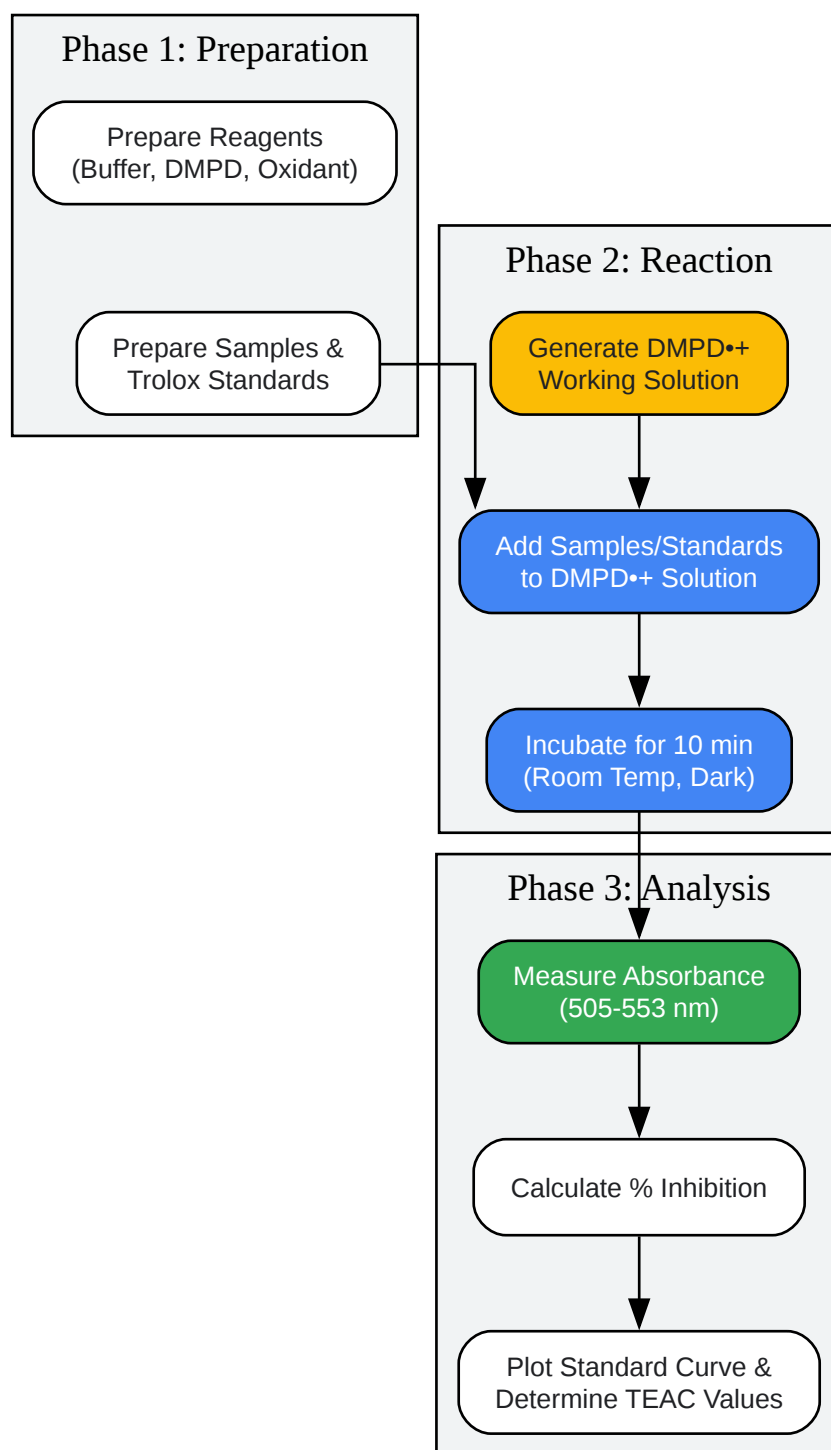 Phase 1: Preparation
Prepare Reagents
(Buffer, DMPD, Oxidant)
Prepare Samples &
Trolox Standards
Phase 2: Reaction
Generate DMPD•+
Working Solution
Add Samples/Standards
to DMPD•+ Solution
Incubate for 10 min
(Room Temp, Dark)
Phase 3: Analysis
Measure Absorbance
(505-553 nm)
Calculate % Inhibition
Plot Standard Curve &
Determine TEAC Values